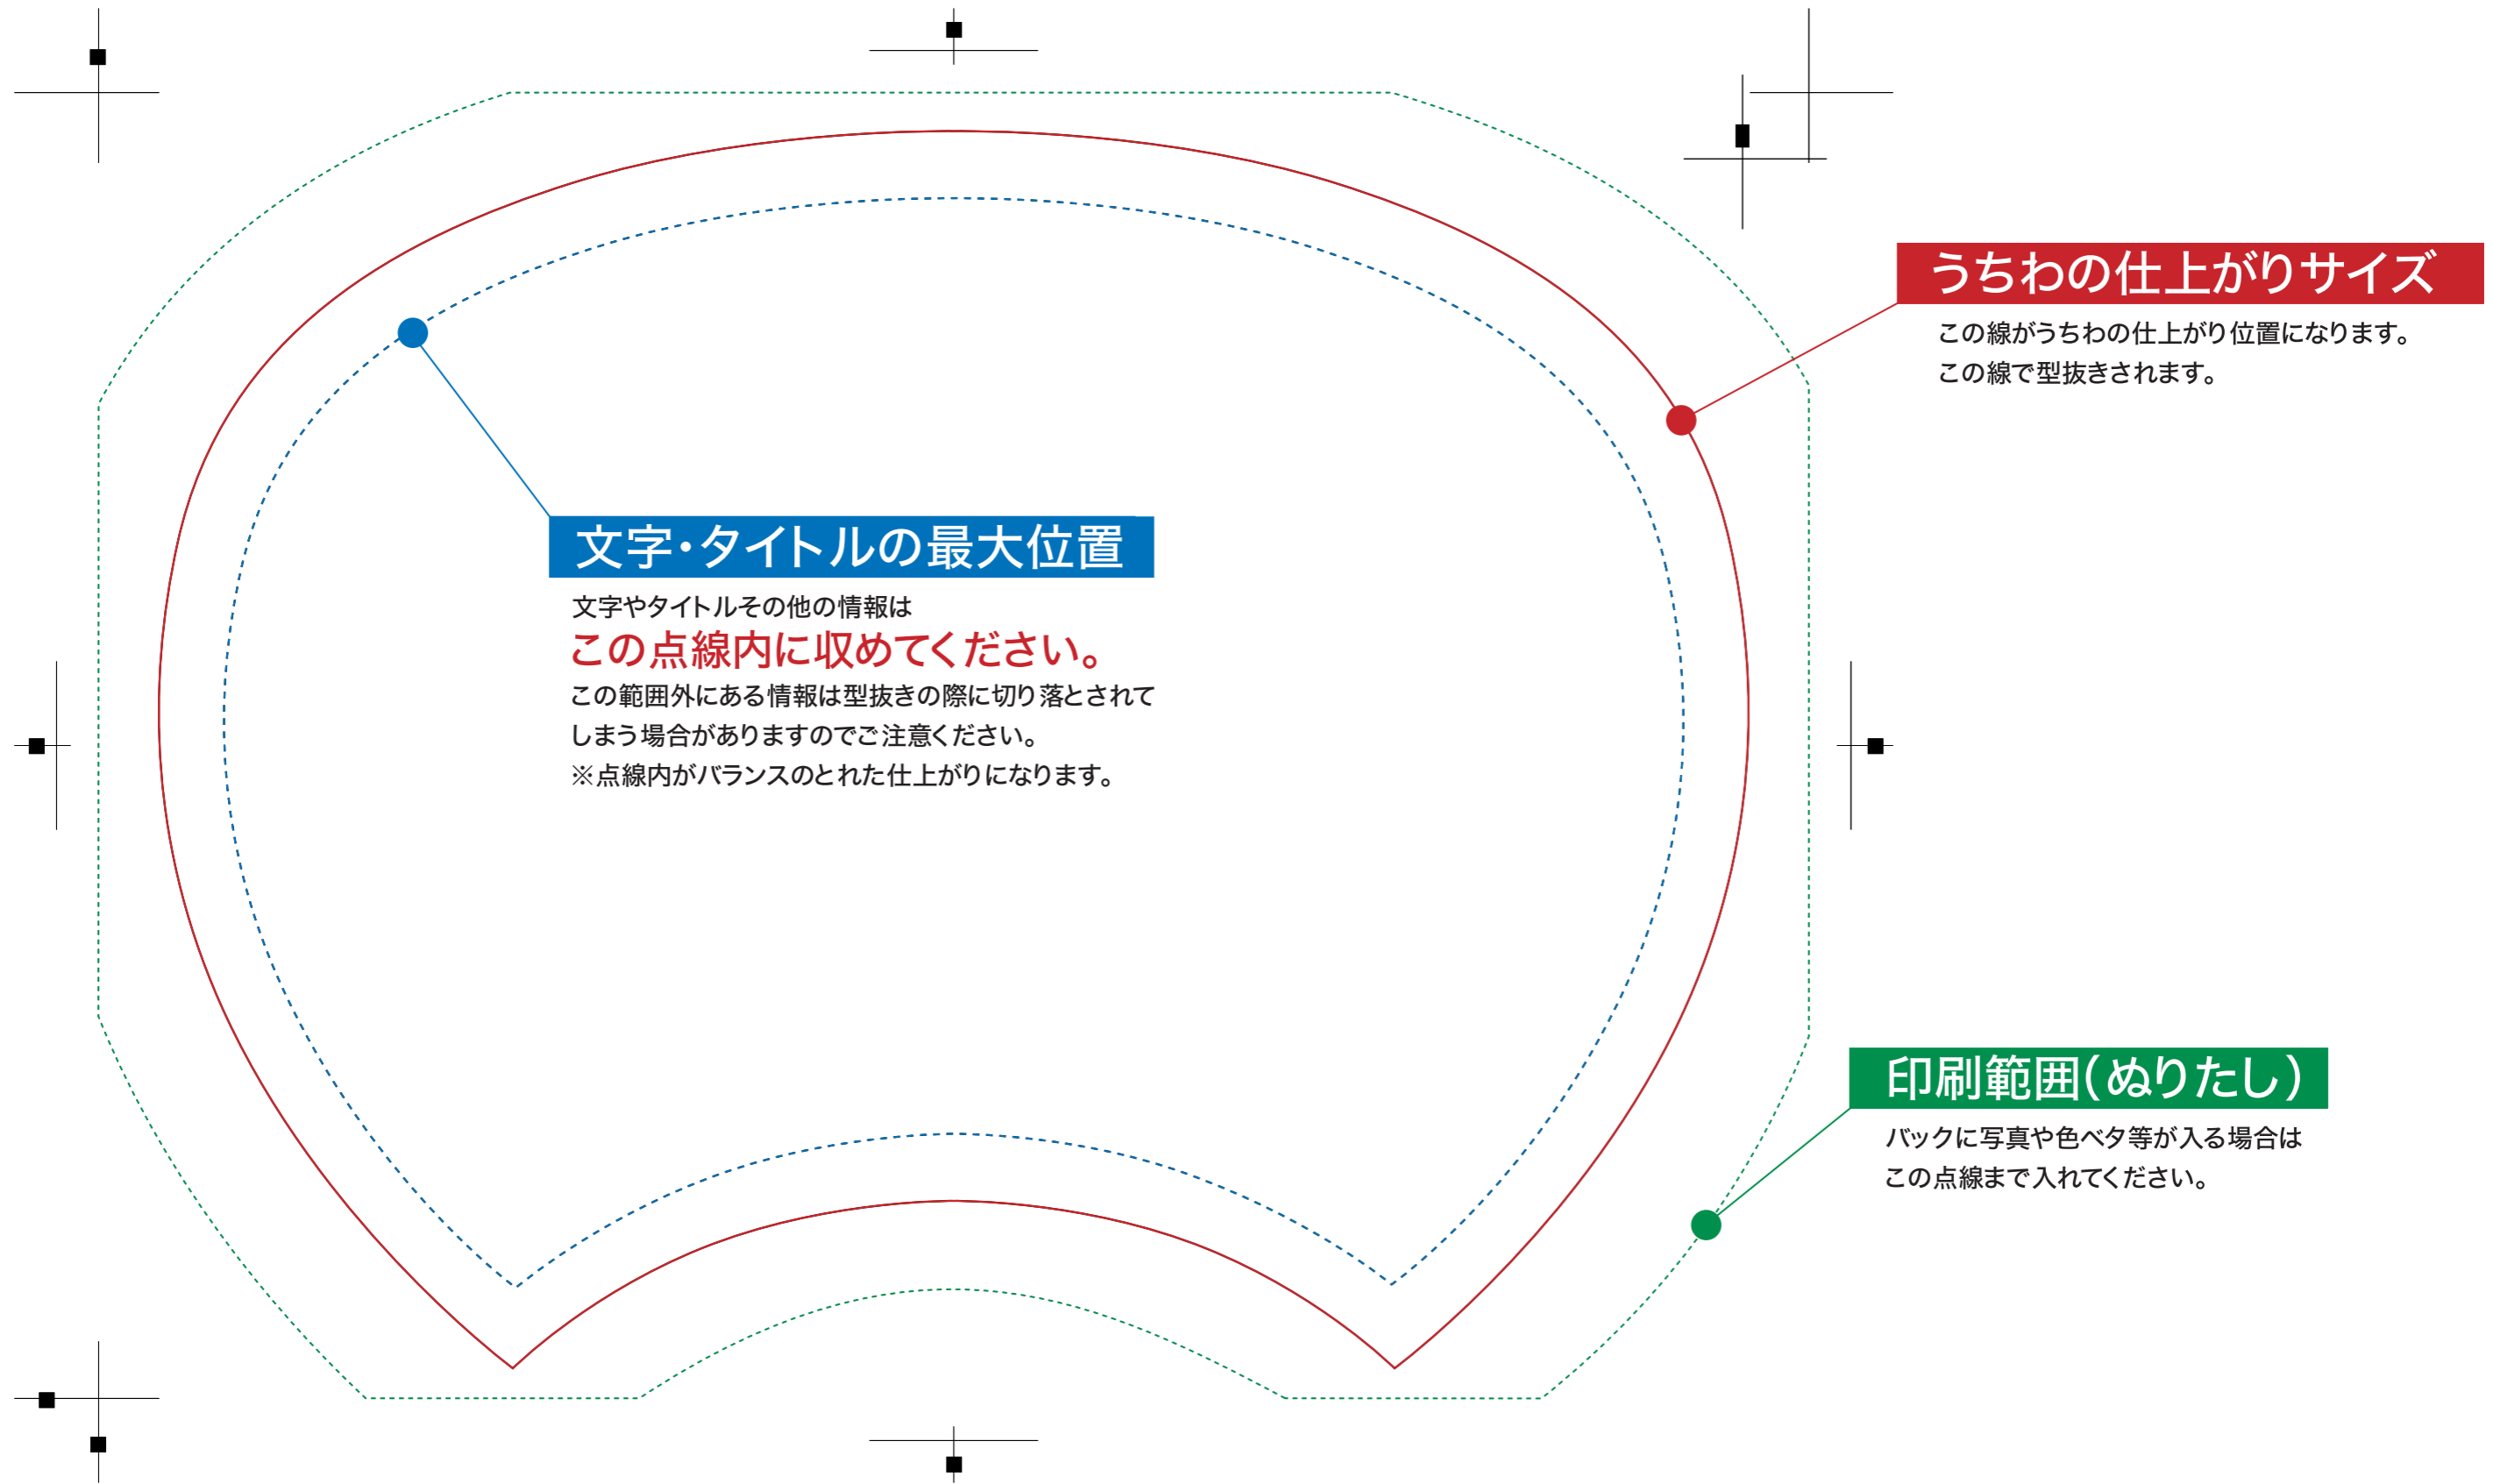 うちわの仕上がりサイズ
この線がうちわの仕上がり位置になります。
この線で型抜きされます。
文字・タイトルの最大位置
文字やタイトルその他の情報は
この点線内に収めてください。
この範囲外にある情報は型抜きの際に切り落とされて
しまう場合がありますのでご注意ください。
※点線内がバランスのとれた仕上がりになります。
印刷範囲(ぬりたし)
バックに写真や色ベタ等が入る場合は
この点線まで入れてください。